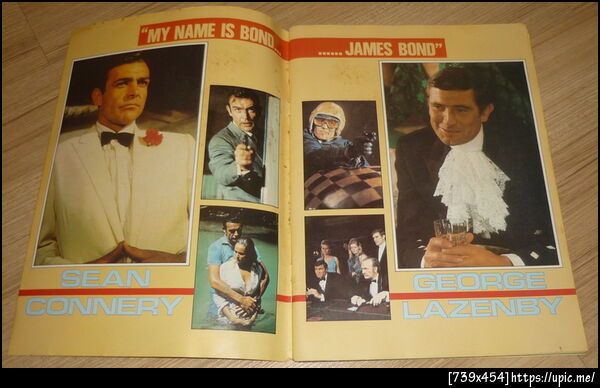 "MY NAME IS BOND...
...... JAMES BOND"
SEAN
CONNERY
GEORGE
LAZENBY
[739x454]https://upic.me/